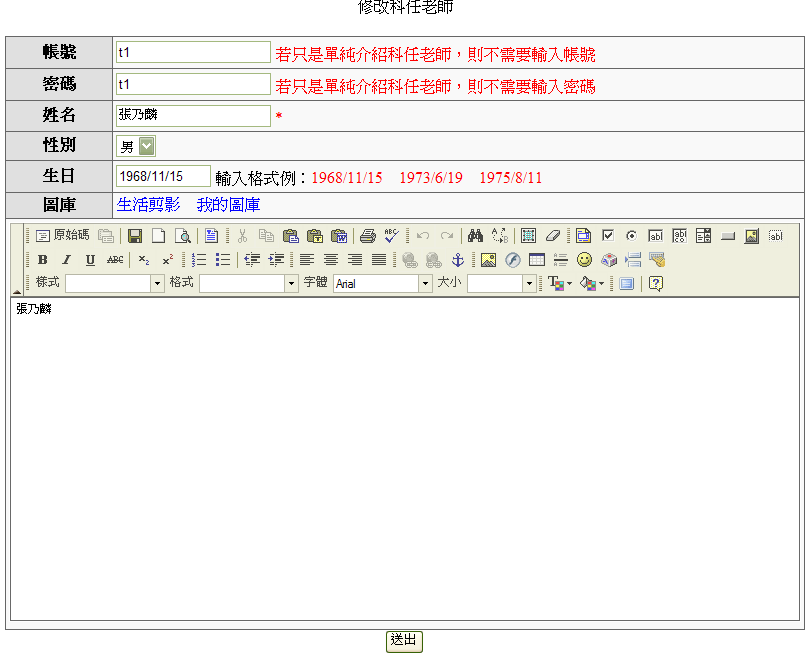 修改科任老師
帳號 t1 若只是單純介紹科任老師，則不需要輸入帳號
密碼 t1 若只是單純介紹科任老師，則不需要輸入密碼
姓名 張乃麟 *
性別 男
生日 1968/11/15 輸入格式例：1968/11/15 1973/6/19 1975/8/11
圖庫 生活剪影 我的圖庫
原始碼
B I U ABC X₂ X²
樣式 格式 字體 Arial 大小
張乃麟
送出